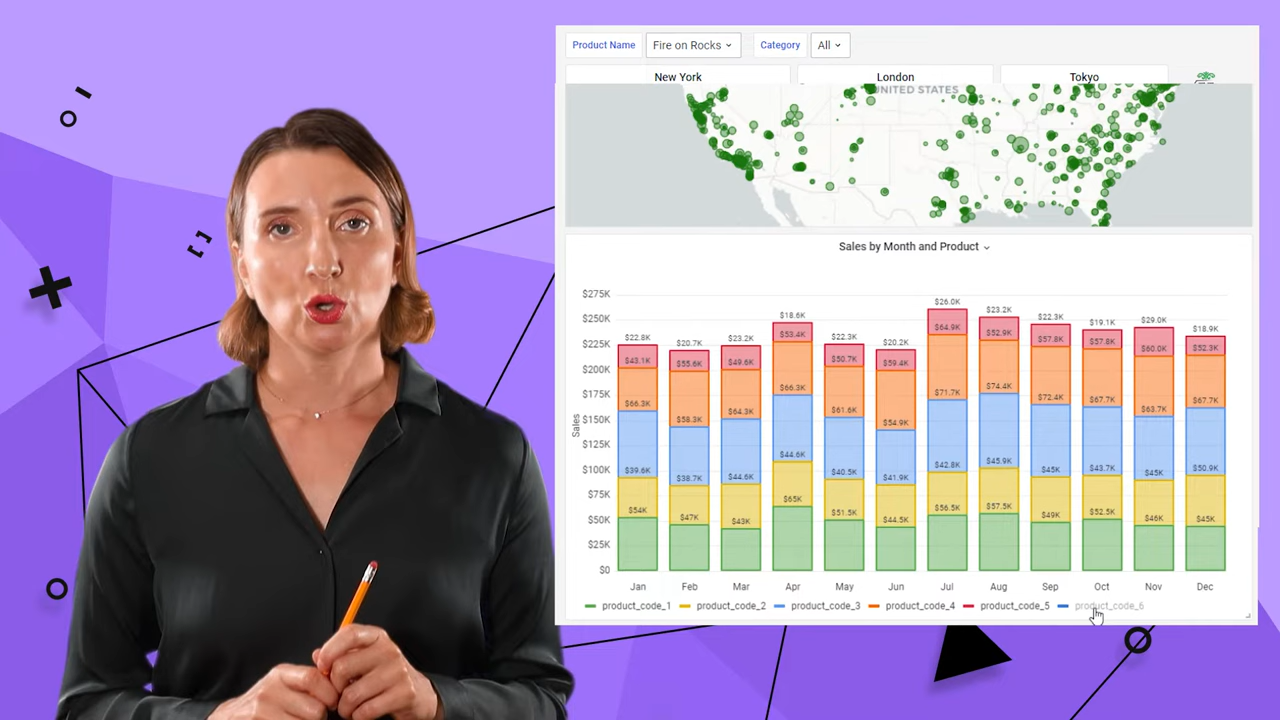 Product Name Fire on Rocks Category All
New York London Tokyo
UNITED STATES
Sales by Month and Product
$275K
$250K
$225K
$200K
$175K
$150K
$125K
$100K
$75K
$50K
$25K
$0
Sales
$22.8K $20.7K $23.2K $18.6K $22.3K $20.2K $26.0K $23.2K $22.3K $19.1K $29.0K $18.9K
$43.1K $55.6K $49.6K $53.4K $50.7K $59.4K $64.9K $52.9K $57.8K $57.8K $60.0K $52.3K
$66.3K $58.3K $64.3K $66.3K $61.6K $54.9K $71.7K $74.4K $72.4K $67.7K $63.7K $67.7K
$39.6K $38.7K $44.6K $44.6K $40.5K $41.9K $42.8K $45.9K $45K $43.7K $45K $50.9K
$54K $47K $43K $65K $51.5K $44.5K $56.5K $57.5K $49K $52.5K $46K $45K
Jan Feb Mar Apr May Jun Jul Aug Sep Oct Nov Dec
product_code_1 product_code_2 product_code_3 product_code_4 product_code_5 product_code_6